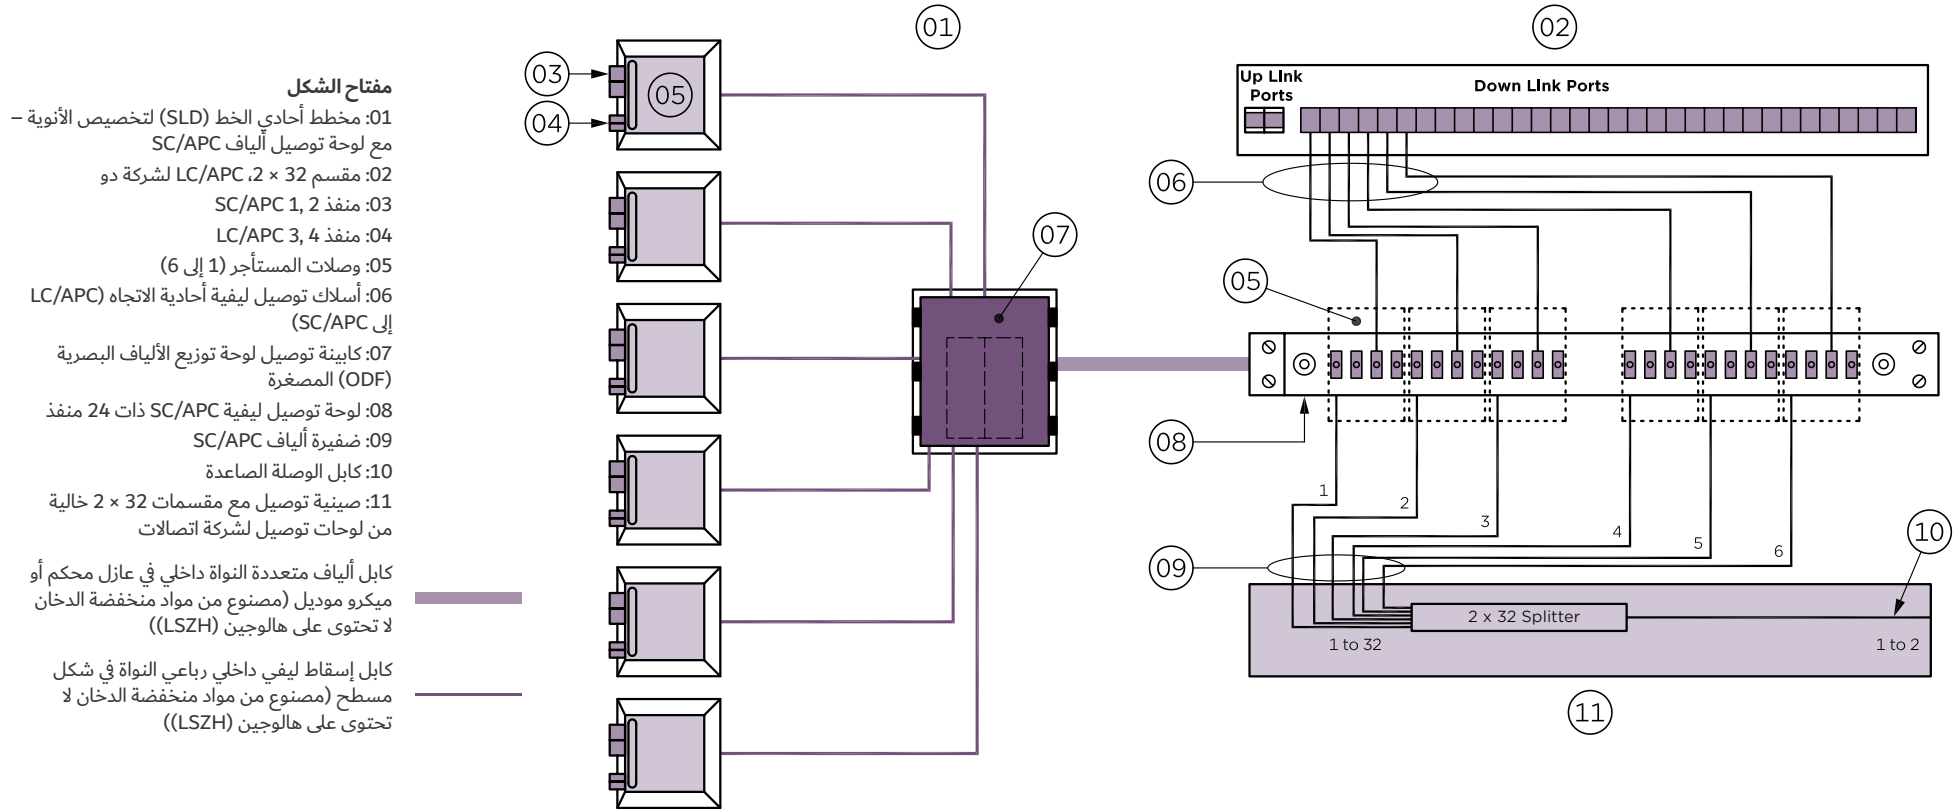 مفتاح الشكل
01: مخطط أحادي الخط (SLD) لتخصيص الأنوية –
مع لوحة توصيل ألياف SC/APC
02: مقسم 32 × 2، LC/APC لشركة دو
03: منفذ 2 ,1 SC/APC
04: منفذ 4 ,3 LC/APC
05: وصلات المستأجر (1 إلى 6)
06: أسلاك توصيل ليفية أحادية الاتجاه (LC/APC
إلى SC/APC)
07: كابينة توصيل لوحة توزيع الألياف البصرية
(ODF) المصغرة
08: لوحة توصيل ليفية SC/APC ذات 24 منفذ
09: ضفيرة ألياف SC/APC
10: كابل الوصلة الصاعدة
11: صينية توصيل مع مقسمات 32 × 2 خالية
من لوحات توصيل لشركة اتصالات
كابل ألياف متعددة النواة داخلي في عازل محكم أو
ميكرو موديل (مصنوع من مواد منخفضة الدخان
لا تحتوى على هالوجين (LSZH))
كابل إسقاط ليفي داخلي رباعي النواة في شكل
مسطح (مصنوع من مواد منخفضة الدخان لا
تحتوى على هالوجين (LSZH))
01
03
05
04
07
02
Up Link
Ports
Down Link Ports
06
05
08
1
2
3
4
5
6
09
10
2 x 32 Splitter
1 to 32
1 to 2
11